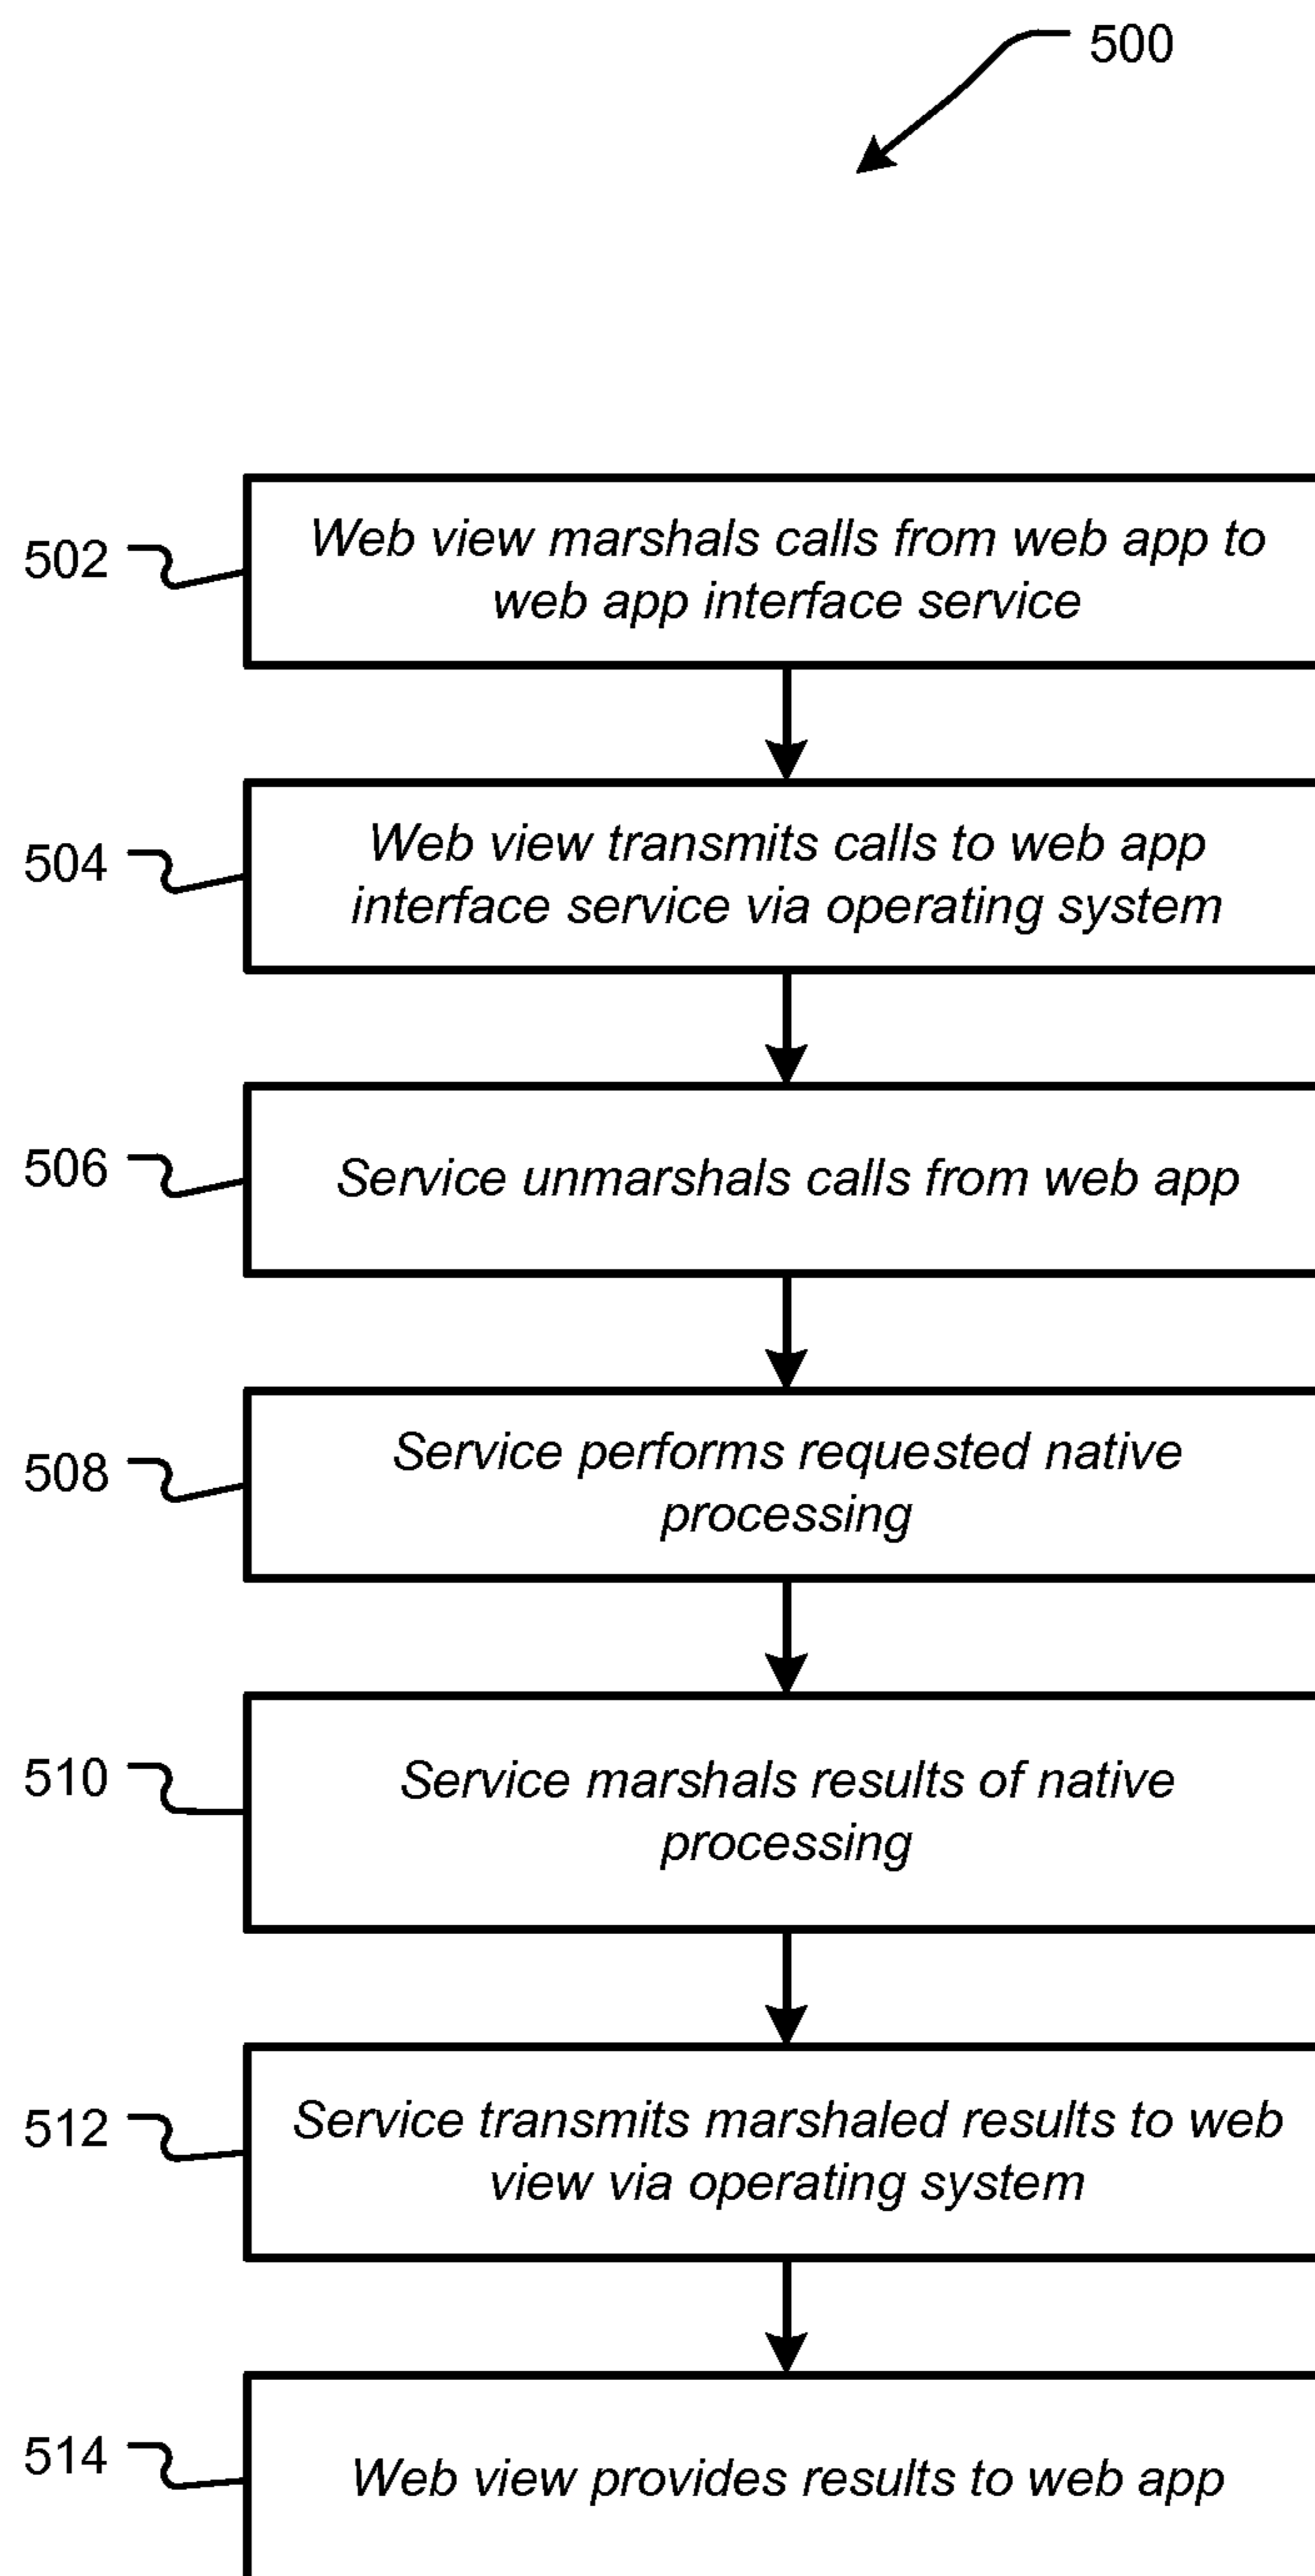 500
502
Web view marshals calls from web app to
web app interface service
504
Web view transmits calls to web app
interface service via operating system
506
Service unmarshals calls from web app
508
Service performs requested native
processing
510
Service marshals results of native
processing
512
Service transmits marshaled results to web
view via operating system
514
Web view provides results to web app